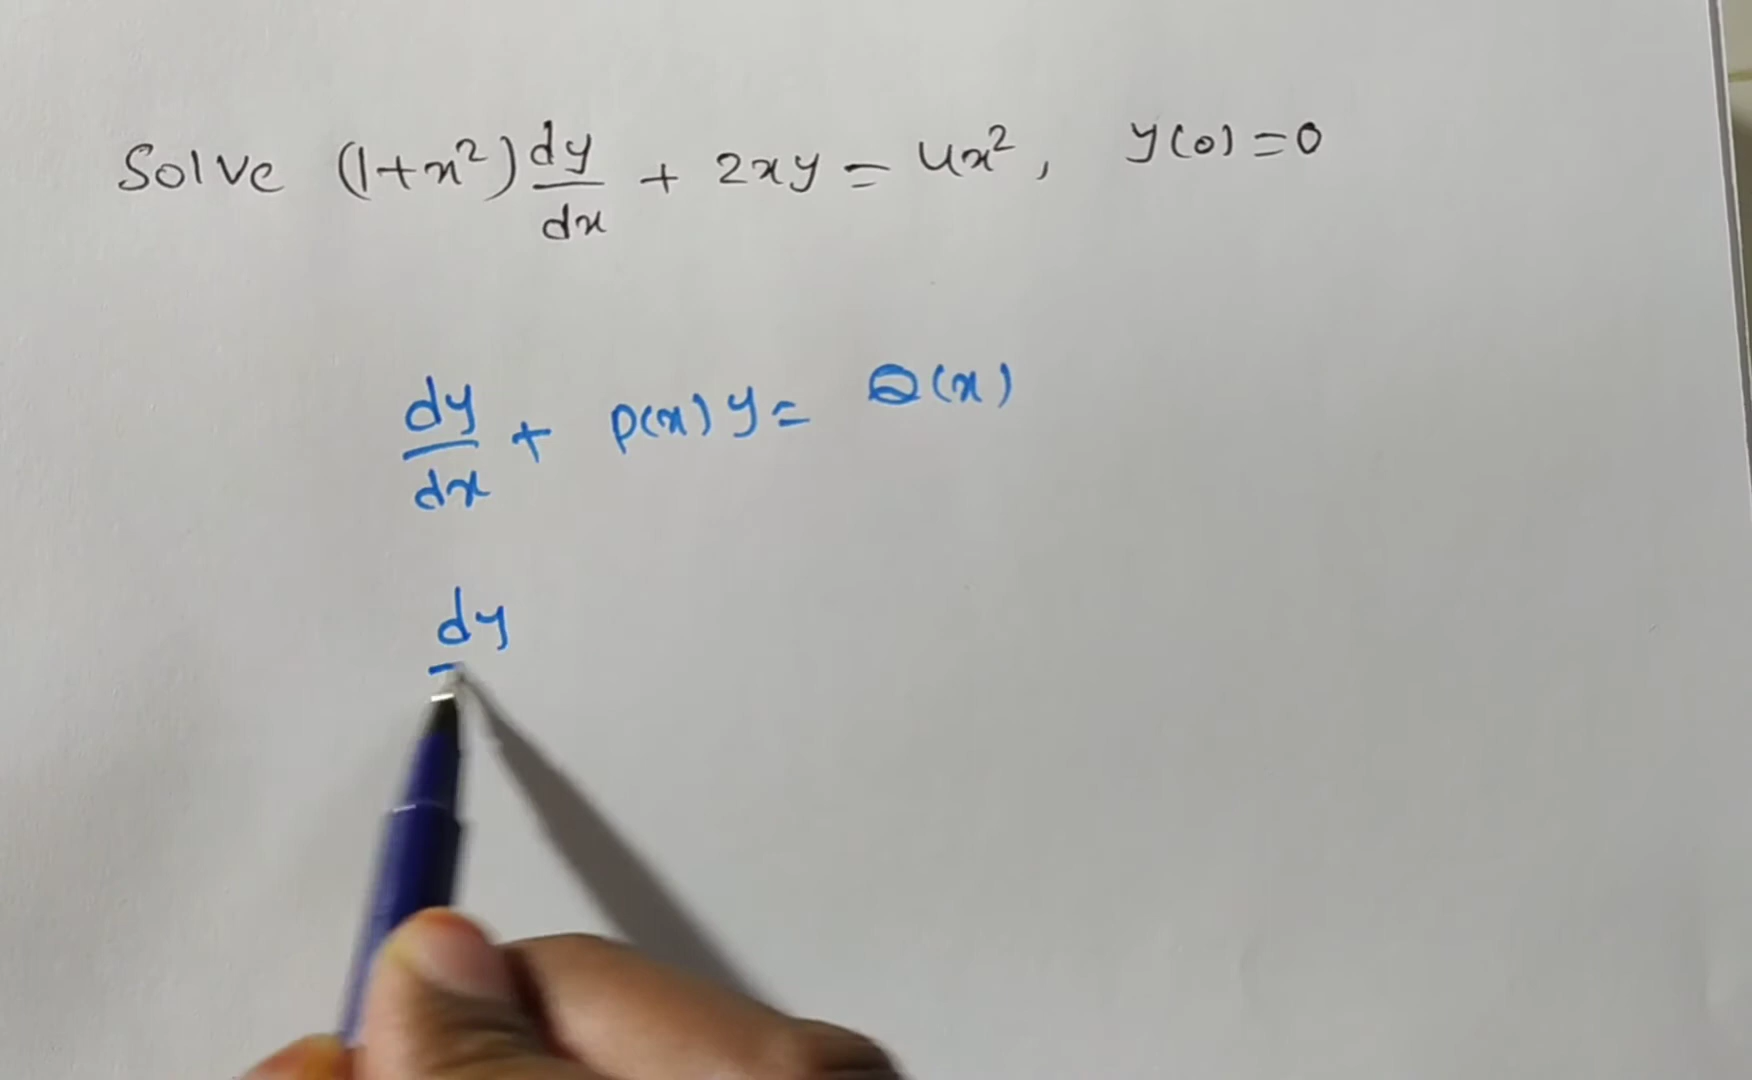 Solve (1+x²) dy/dx + 2xy = 4x², y(0)=0
dy/dx + P(x) y = Q(x)
dy